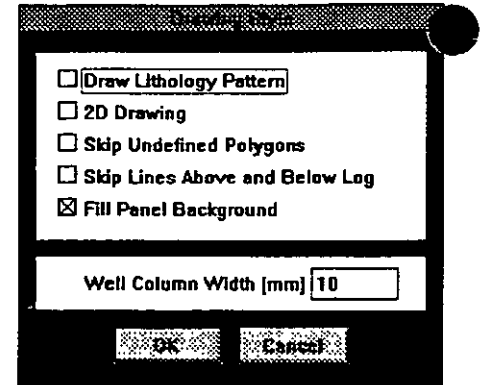 Drawing Style
Draw Lithology Pattern
2D Drawing
Skip Undefined Polygons
Skip Lines Above and Below Log
Fill Panel Background
Well Column Width [mm] 10
OK Cancel